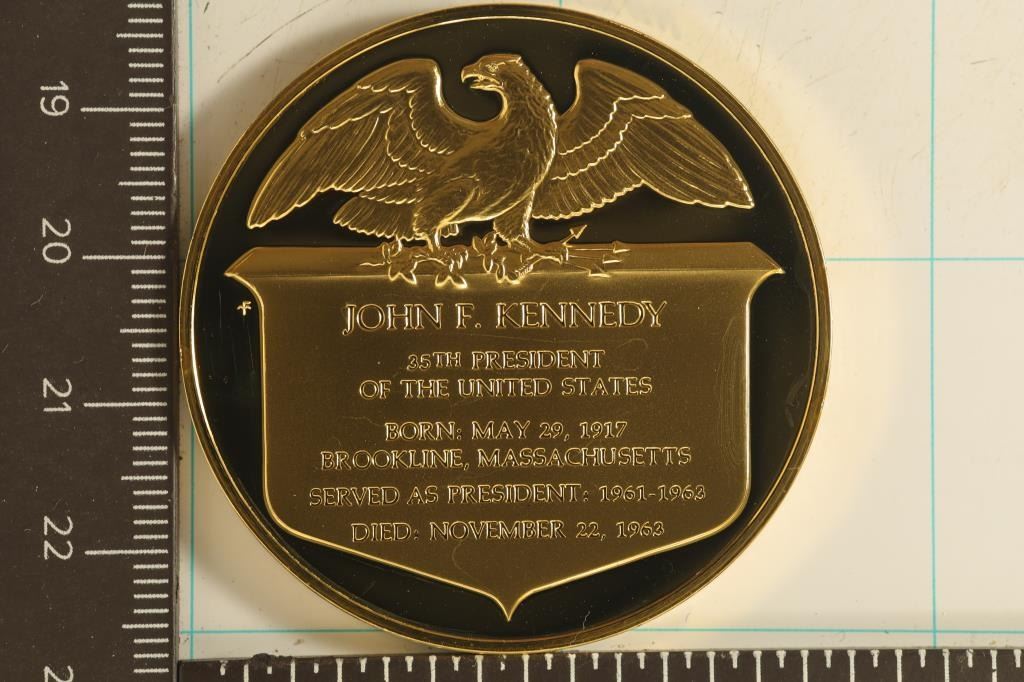 19
20
21
22
JOHN F. KENNEDY
35TH PRESIDENT
OF THE UNITED STATES
BORN: MAY 29, 1917
BROOKLINE, MASSACHUSETTS
SERVED AS PRESIDENT: 1961-1963
DIED: NOVEMBER 22, 1963